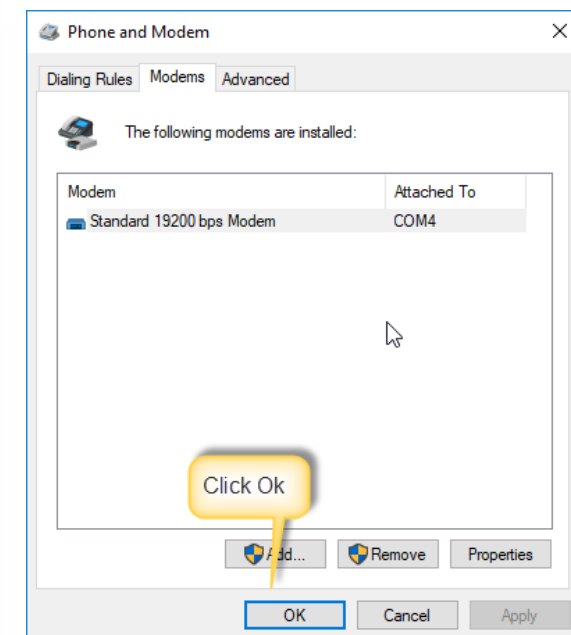 Phone and Modem
Dialing Rules Modems Advanced
The following modems are installed:
Modem Attached To
Standard 19200 bps Modem COM4
Click Ok
Add... Remove Properties
OK Cancel Apply